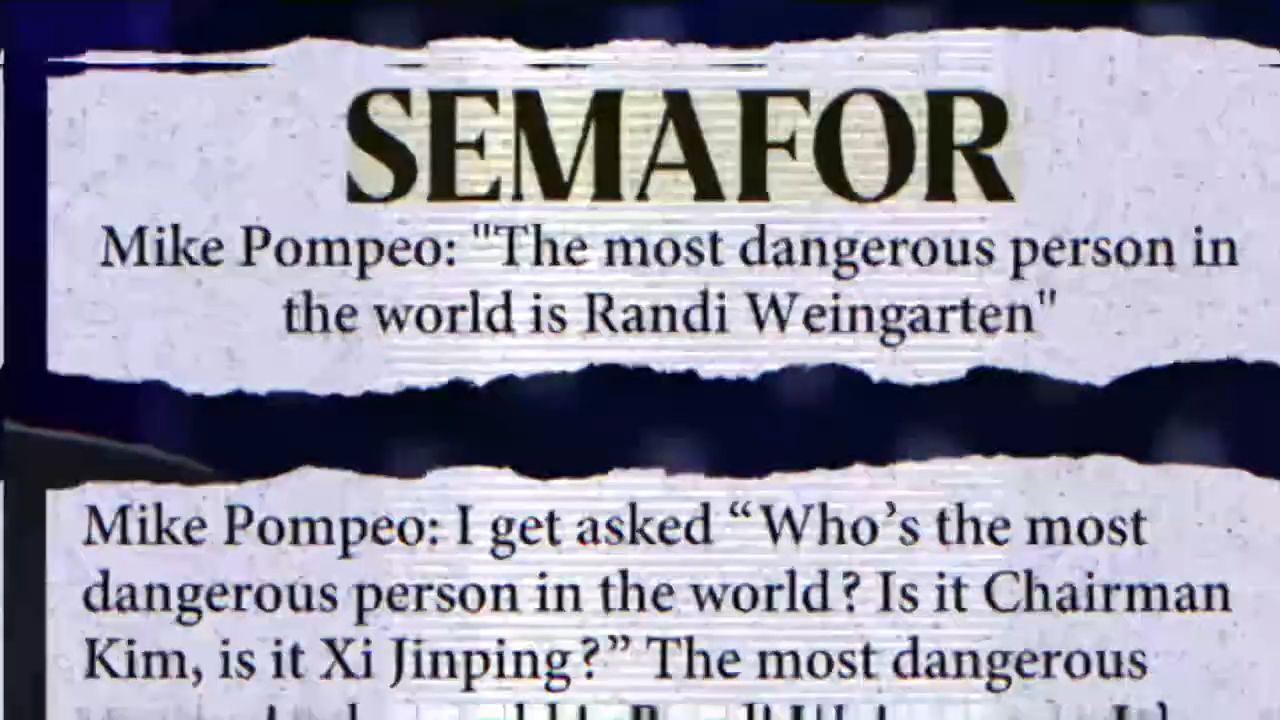 SEMAFOR
Mike Pompeo: "The most dangerous person in
the world is Randi Weingarten"
Mike Pompeo: I get asked “Who’s the most
dangerous person in the world? Is it Chairman
Kim, is it Xi Jinping?” The most dangerous